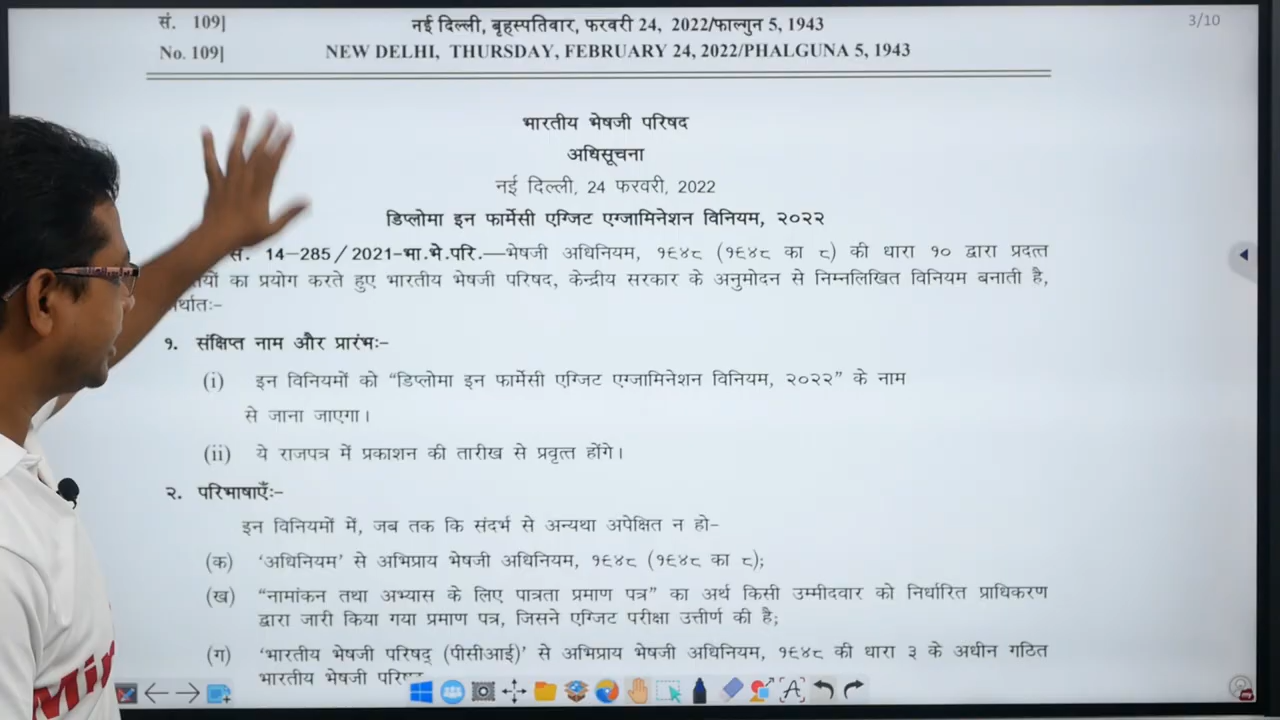 सं. 109]
नई दिल्ली, बृहस्पतिवार, फरवरी 24, 2022/फाल्गुन 5, 1943
3/10
No. 109]
NEW DELHI, THURSDAY, FEBRUARY 24, 2022/PHALGUNA 5, 1943
भारतीय भेषजी परिषद
अधिसूचना
नई दिल्ली, 24 फरवरी, 2022
डिप्लोमा इन फार्मेसी एग्जिट एग्जामिनेशन विनियम, २०२२
सं. 14-285/2021-भा.भे.परि.—भेषजी अधिनियम, १९४८ (१९४८ का ८) की धारा १० द्वारा प्रदत्त
का प्रयोग करते हुए भारतीय भेषजी परिषद, केन्द्रीय सरकार के अनुमोदन से निम्नलिखित विनियम बनाती है,
र्थातः-
१. संक्षिप्त नाम और प्रारंभः-
(i) इन विनियमों को "डिप्लोमा इन फार्मेसी एग्जिट एग्जामिनेशन विनियम, २०२२" के नाम
से जाना जाएगा।
(ii) ये राजपत्र में प्रकाशन की तारीख से प्रवृत्त होंगे।
२. परिभाषाएँः-
इन विनियमों में, जब तक कि संदर्भ से अन्यथा अपेक्षित न हो-
(क) 'अधिनियम' से अभिप्राय भेषजी अधिनियम, १९४८ (१९४८ का ८);
(ख) "नामांकन तथा अभ्यास के लिए पात्रता प्रमाण पत्र" का अर्थ किसी उम्मीदवार को निर्धारित प्राधिकरण
द्वारा जारी किया गया प्रमाण पत्र, जिसने एग्जिट परीक्षा उत्तीर्ण की है;
(ग) 'भारतीय भेषजी परिषद् (पीसीआई)' से अभिप्राय भेषजी अधिनियम, १९४८ की धारा ३ के अधीन गठित
भारतीय भेषजी